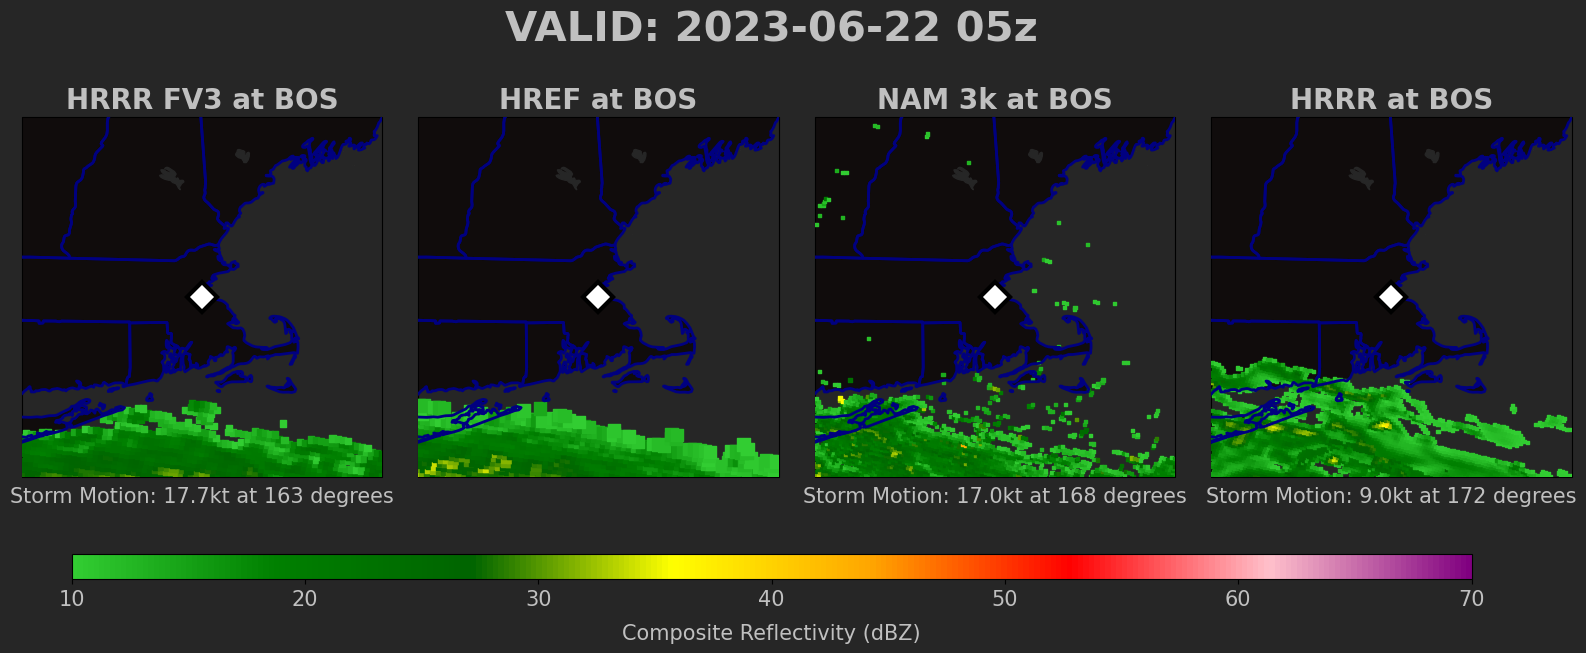 VALID: 2023-06-22 05z
HRRR FV3 at BOS
HREF at BOS
NAM 3k at BOS
HRRR at BOS
Storm Motion: 17.7kt at 163 degrees
Storm Motion: 17.0kt at 168 degrees
Storm Motion: 9.0kt at 172 degrees
10 20 30 40 50 60 70
Composite Reflectivity (dBZ)